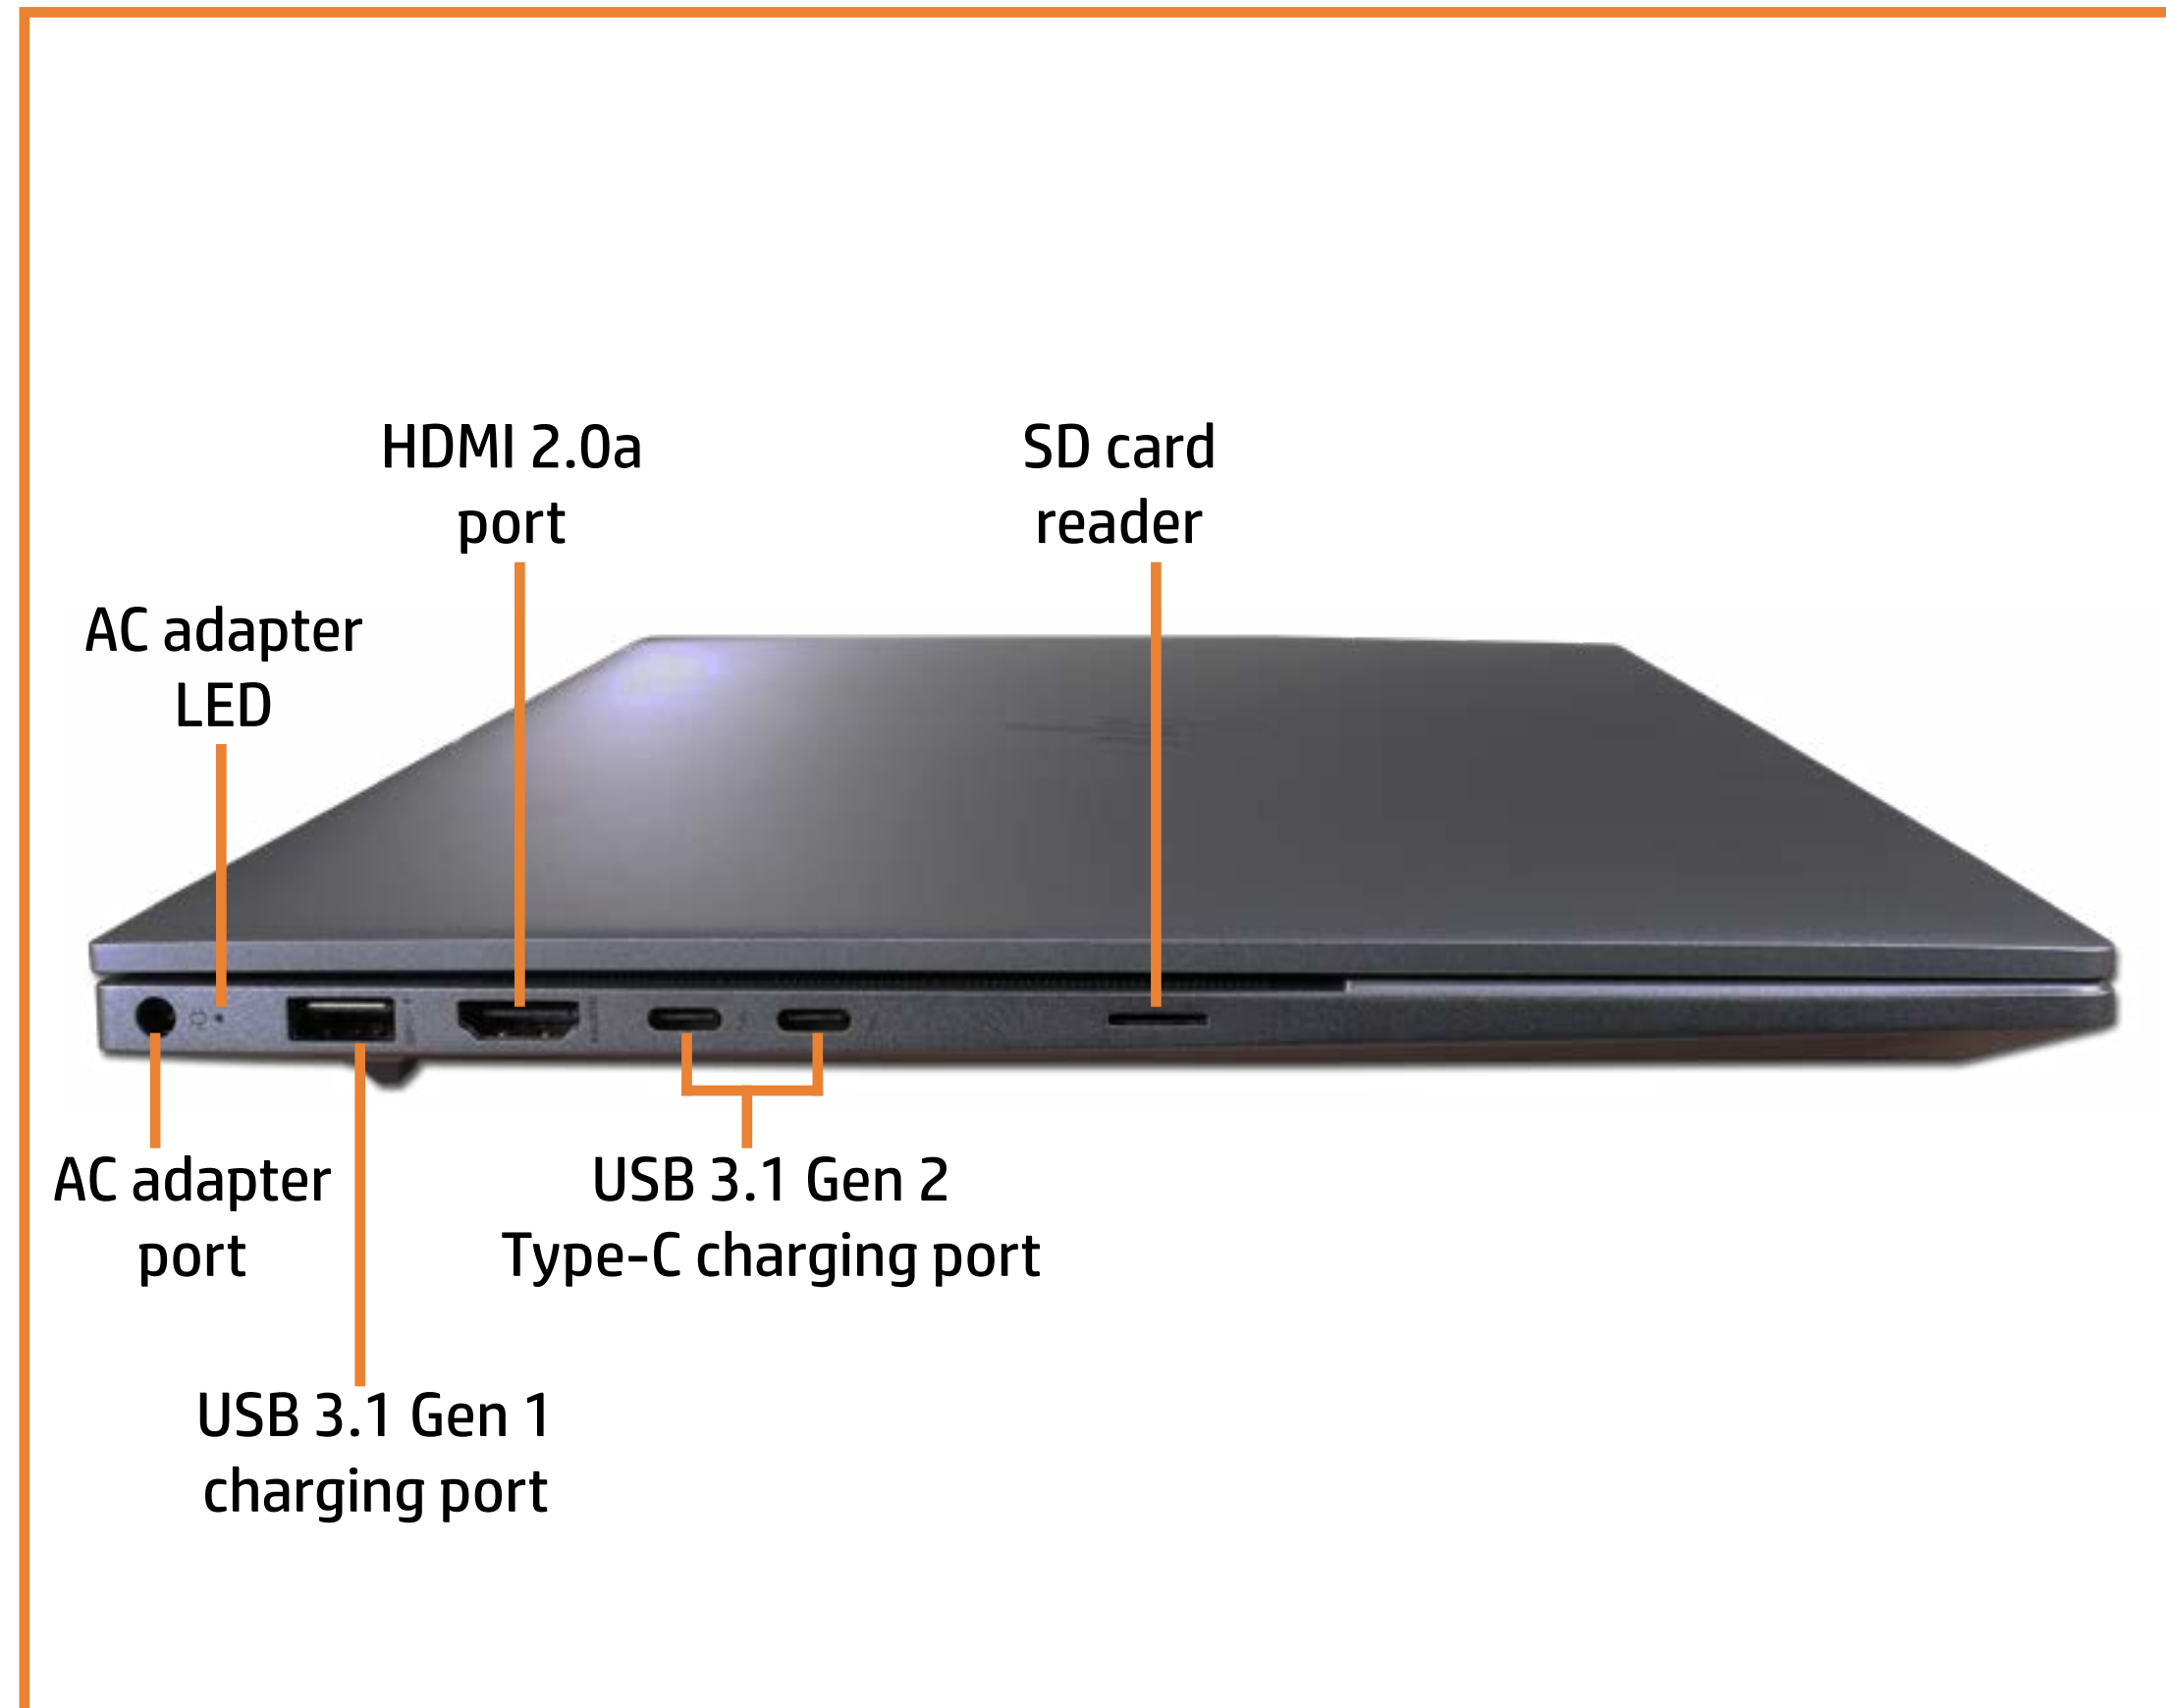 HDMI 2.0a
port
SD card
reader
AC adapter
LED
AC adapter
port
USB 3.1 Gen 2
Type-C charging port
USB 3.1 Gen 1
charging port